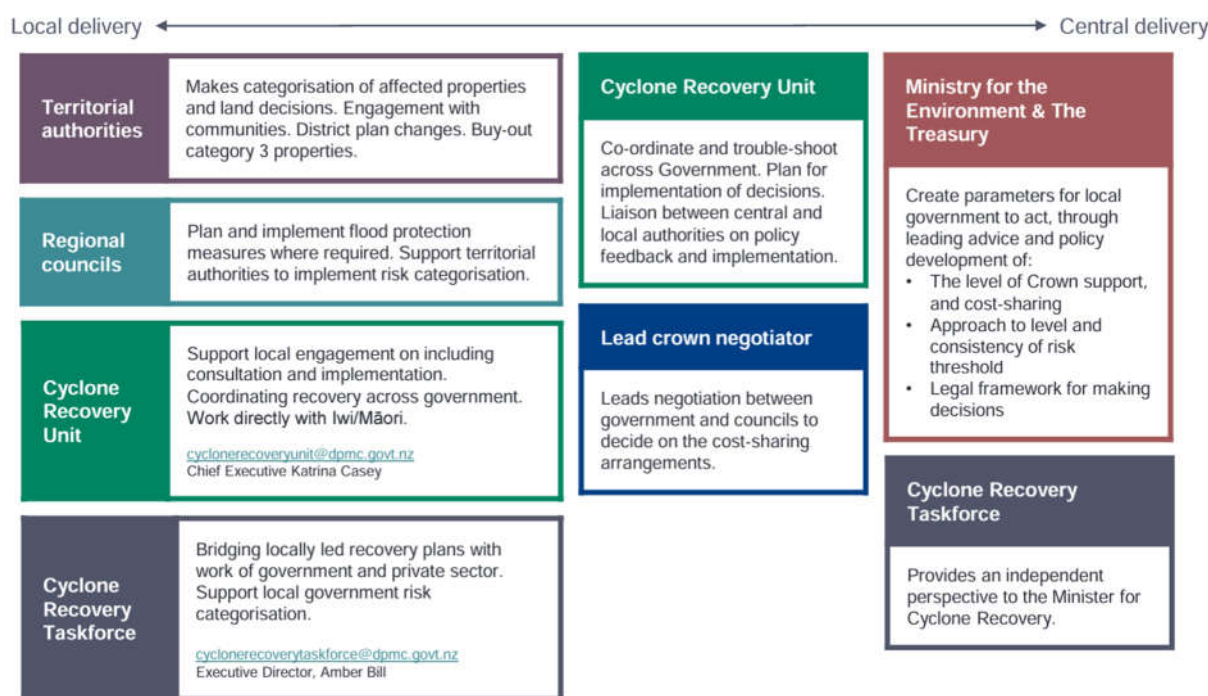 Local delivery
Central delivery
Territorial
authorities
Makes categorisation of affected properties
and land decisions. Engagement with
communities. District plan changes. Buy-out
category 3 properties.
Regional
councils
Plan and implement flood protection
measures where required. Support territorial
authorities to implement risk categorisation.
Cyclone
Recovery
Unit
Support local engagement on including
consultation and implementation.
Coordinating recovery across government.
Work directly with Iwi/Māori.
cyclonerecoveryunit@dpmc.govt.nz
Chief Executive Katrina Casey
Cyclone
Recovery
Taskforce
Bridging locally led recovery plans with
work of government and private sector.
Support local government risk
categorisation.
cyclonerecoverytaskforce@dpmc.govt.nz
Executive Director, Amber Bill
Cyclone Recovery Unit
Co-ordinate and trouble-shoot
across Government. Plan for
implementation of decisions.
Liaison between central and
local authorities on policy
feedback and implementation.
Lead crown negotiator
Leads negotiation between
government and councils to
decide on the cost-sharing
arrangements.
Ministry for the
Environment & The
Treasury
Create parameters for local
government to act, through
leading advice and policy
development of:
• The level of Crown support,
and cost-sharing
• Approach to level and
consistency of risk
threshold
• Legal framework for making
decisions
Cyclone Recovery
Taskforce
Provides an independent
perspective to the Minister for
Cyclone Recovery.